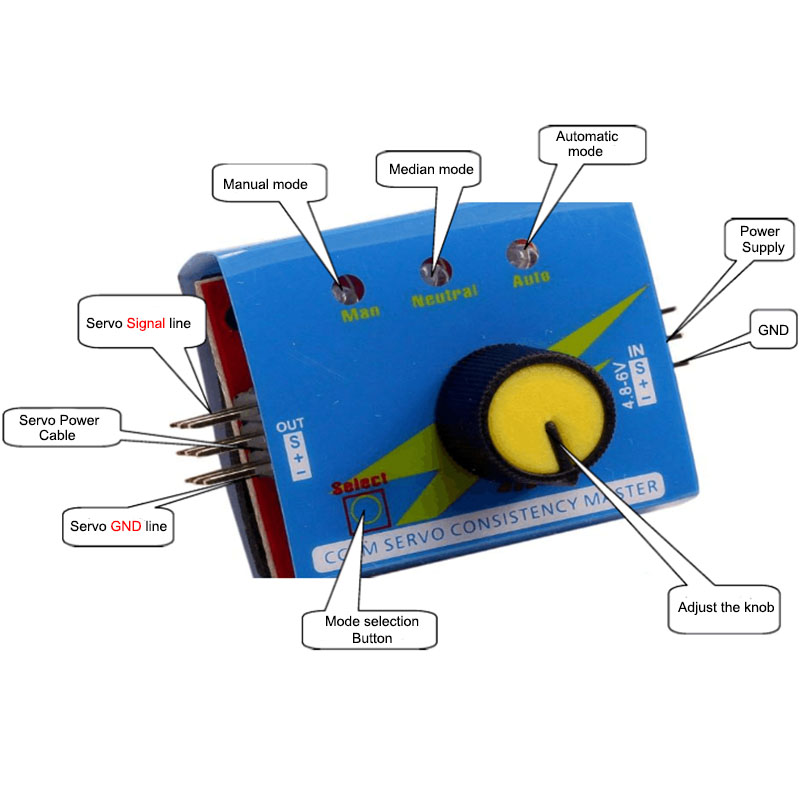 Automatic
mode
Median mode
Manual mode
Power
Supply
Man
Neutral
Auto
Servo Signal line
GND
IN
S
+
-
4.8-6V
Servo Power
Cable
OUT
S
+
-
Select
Servo GND line
SERVO CONSISTENCY MASTER
Adjust the knob
Mode selection
Button